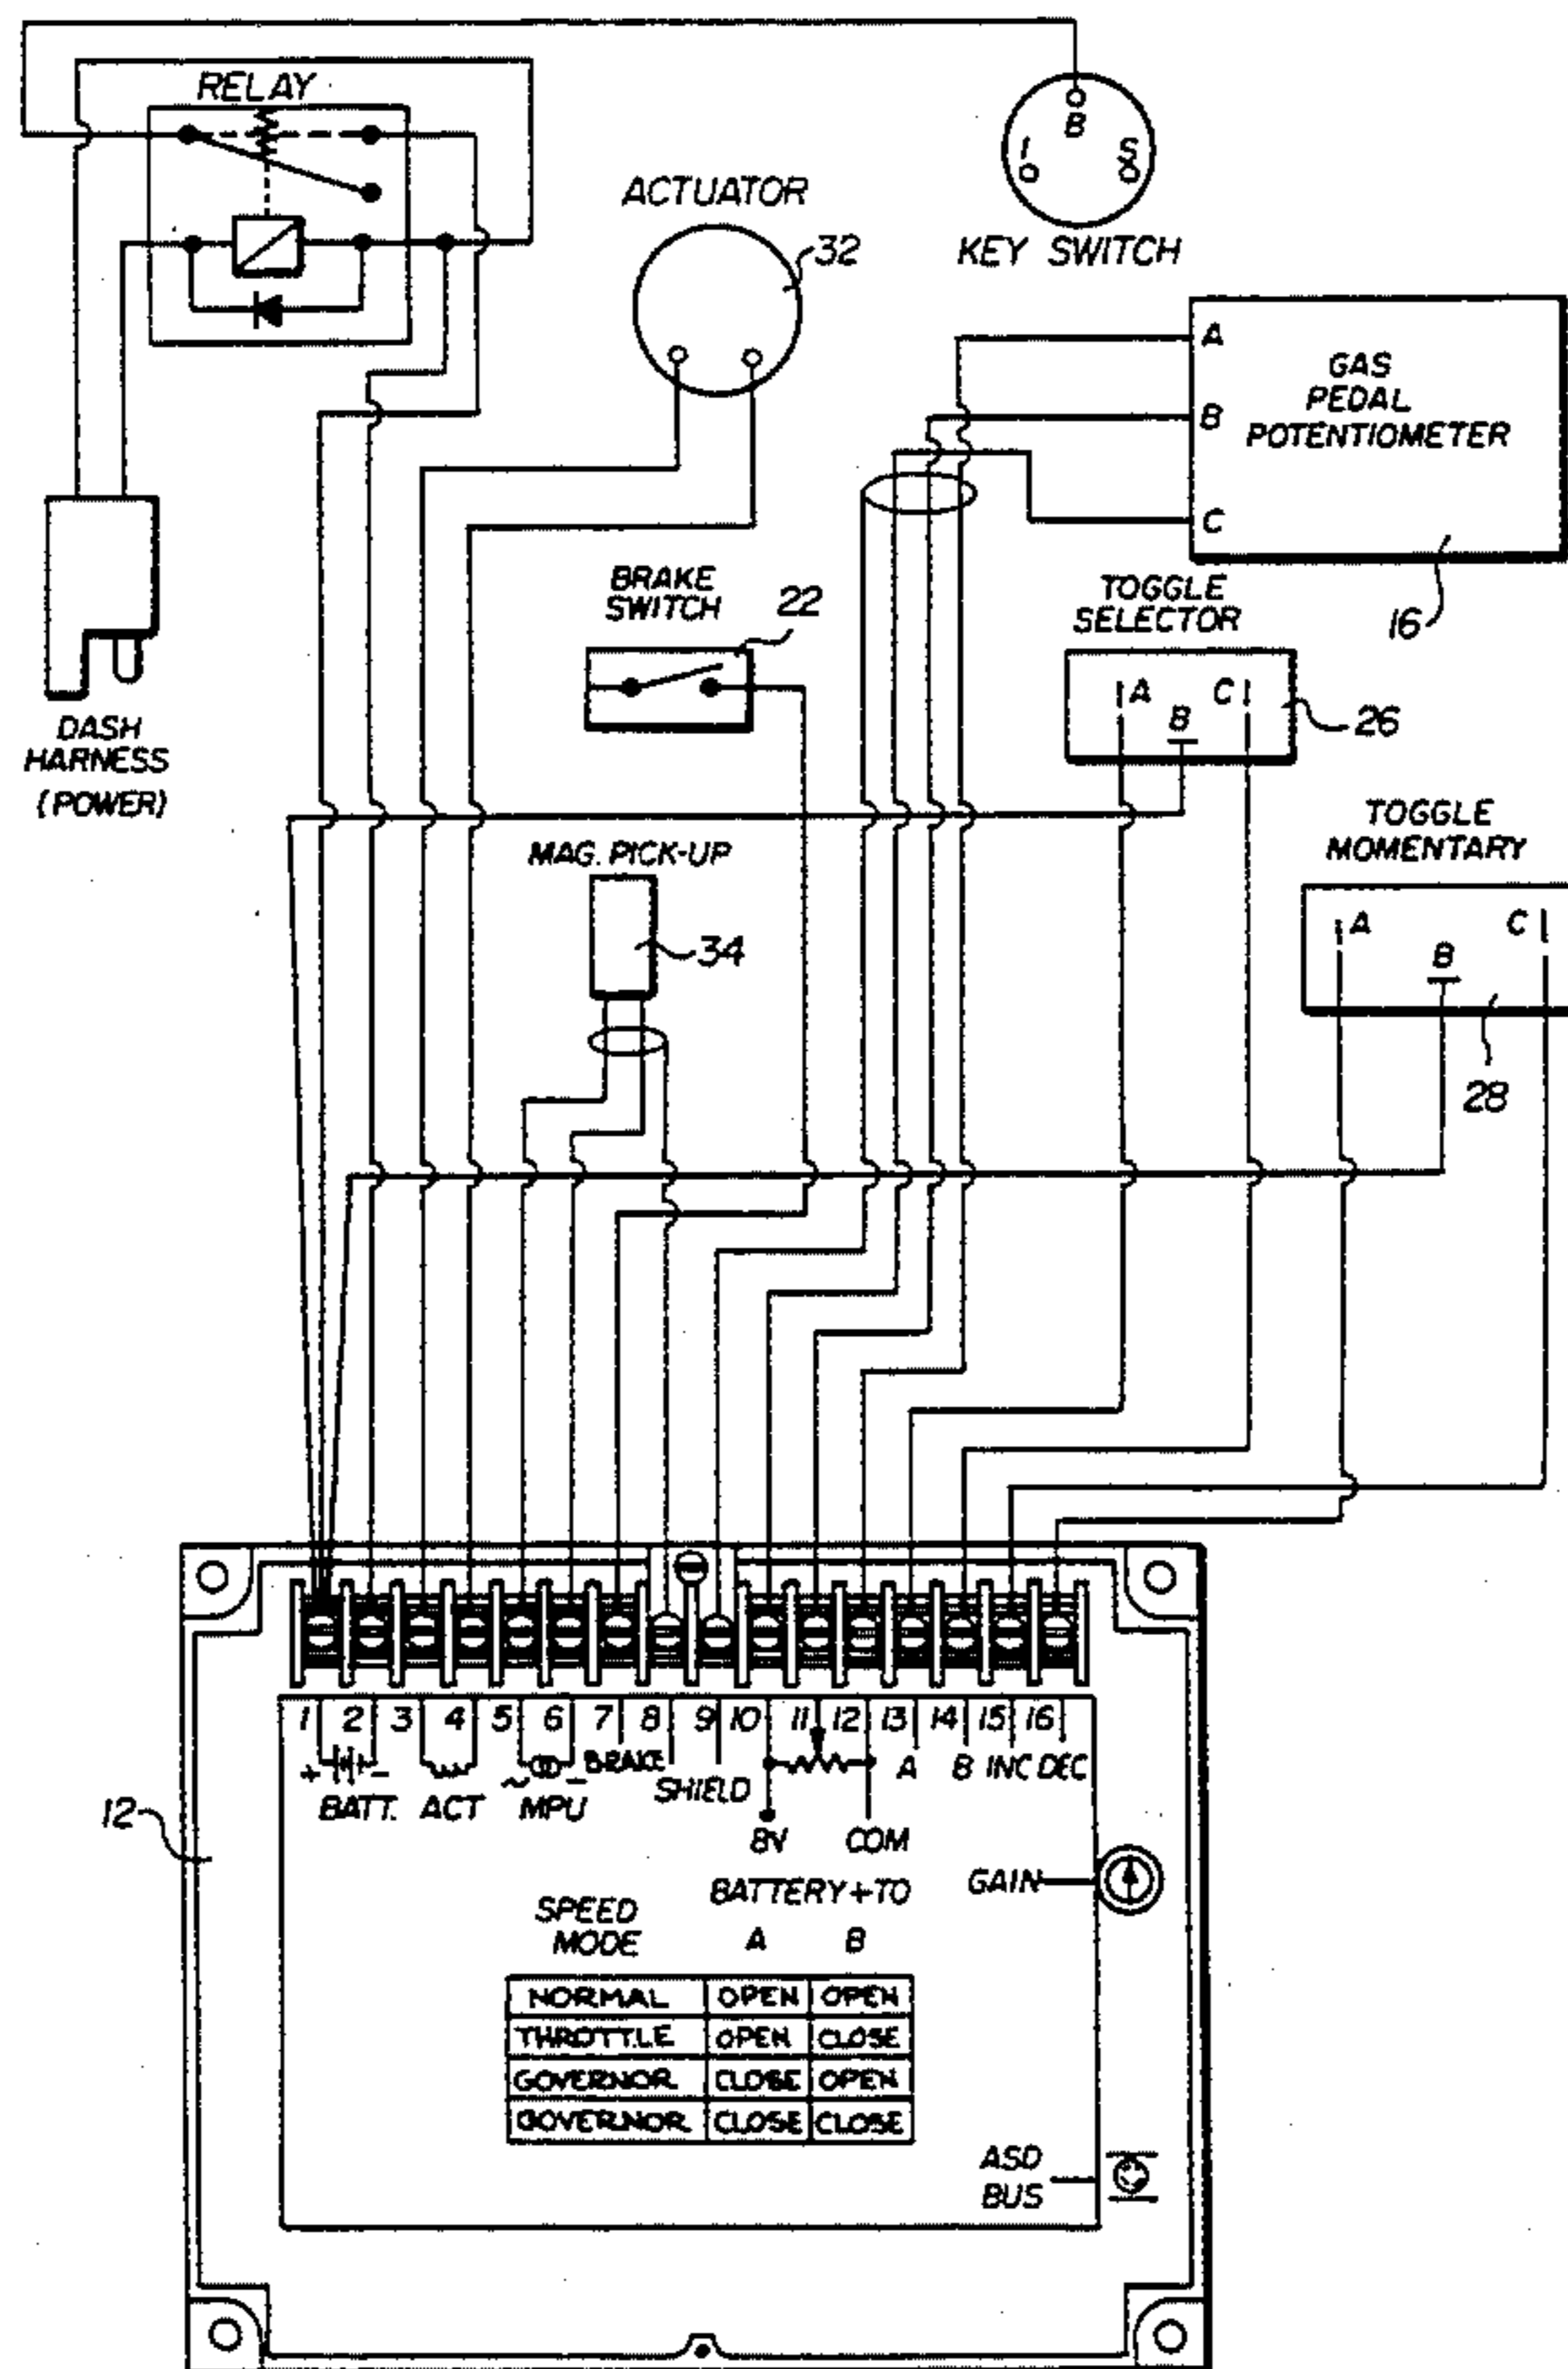 RELAY
B
I
S
KEY SWITCH
ACTUATOR
32
A
GAS
PEDAL
POTENTIOMETER
B
C
16
BRAKE
SWITCH
22
TOGGLE
SELECTOR
A
B
C
26
DASH
HARNESS
(POWER)
TOGGLE
MOMENTARY
A
B
C
28
MAG. PICK-UP
34
1 2 3 4 5 6 7 8 9 10 11 12 13 14 15 16
+ - ~ - BRAKE A B INC DEC
BATT. ACT MPU SHIELD
8V COM
12
BATTERY + TO
GAIN
SPEED
MODE A B
NORMAL OPEN OPEN
THROTTLE OPEN CLOSE
GOVERNOR CLOSE OPEN
GOVERNOR CLOSE CLOSE
ASD
BUS